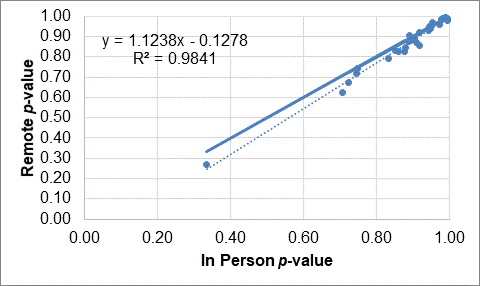 1.00
0.90
0.80
0.70
0.60
0.50
0.40
0.30
0.20
0.10
0.00
Remote p-value
y = 1.1238x - 0.1278
R² = 0.9841
0.00 0.20 0.40 0.60 0.80 1.00
In Person p-value